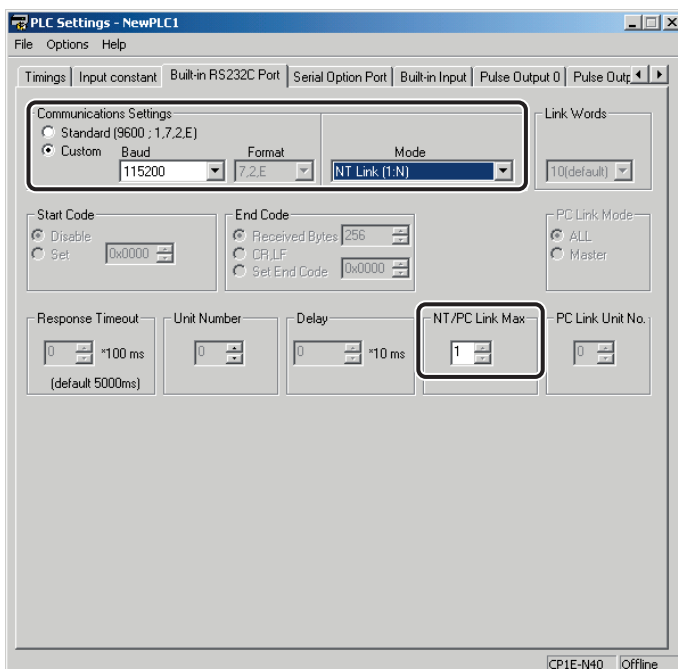 PLC Settings - NewPLC1
File Options Help
Timings Input constant Built-in RS232C Port Serial Option Port Built-in Input Pulse Output 0 Pulse Outp
Communications Settings
Link Words
Standard (9600 ; 1,7,2,E)
Custom Baud Format Mode
115200 7,2,E NT Link (1:N) 10(default)
Start Code End Code PC Link Mode
Disable Received Bytes 256 ALL
Set 0x0000 CR,LF Master
Set End Code 0x0000
Response Timeout Unit Number Delay NT/PC Link Max PC Link Unit No.
0 *100 ms 0 0 *10 ms 1 0
(default 5000ms)
CP1E-N40 Offline